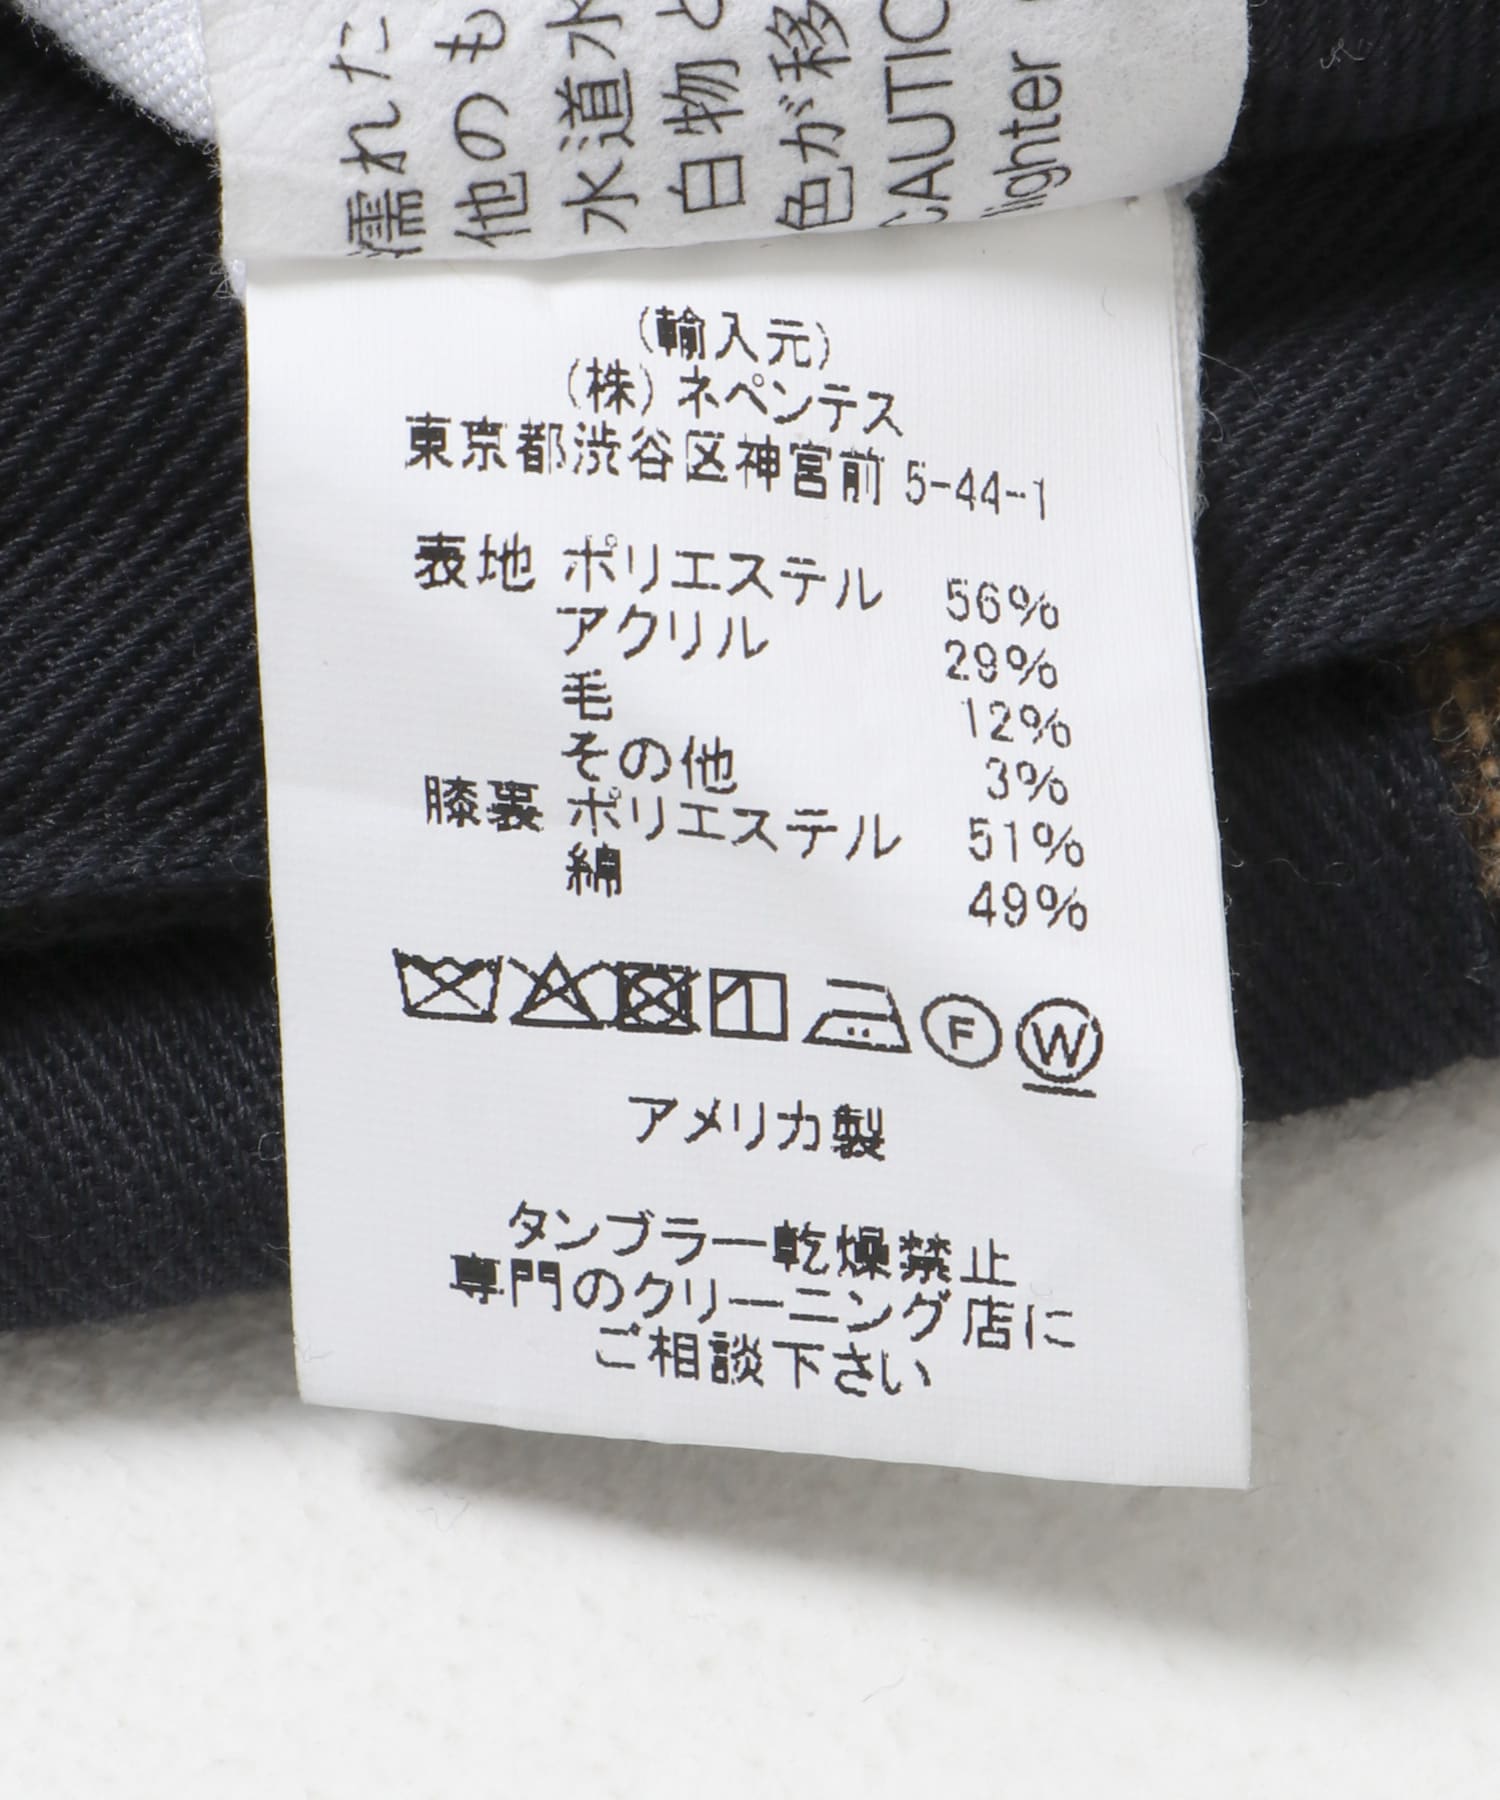 濡れた
他のも
水道水
白物と
色が移
CAUTIC
lighter
(輸入元)
(株) ネペンテス
東京都渋谷区神宮前 5-44-1
表地 ポリエステル 56%
アクリル 29%
毛 12%
その他 3%
膝裏 ポリエステル 51%
綿 49%
F W
アメリカ製
タンブラー乾燥禁止
専門のクリーニング店に
ご相談下さい